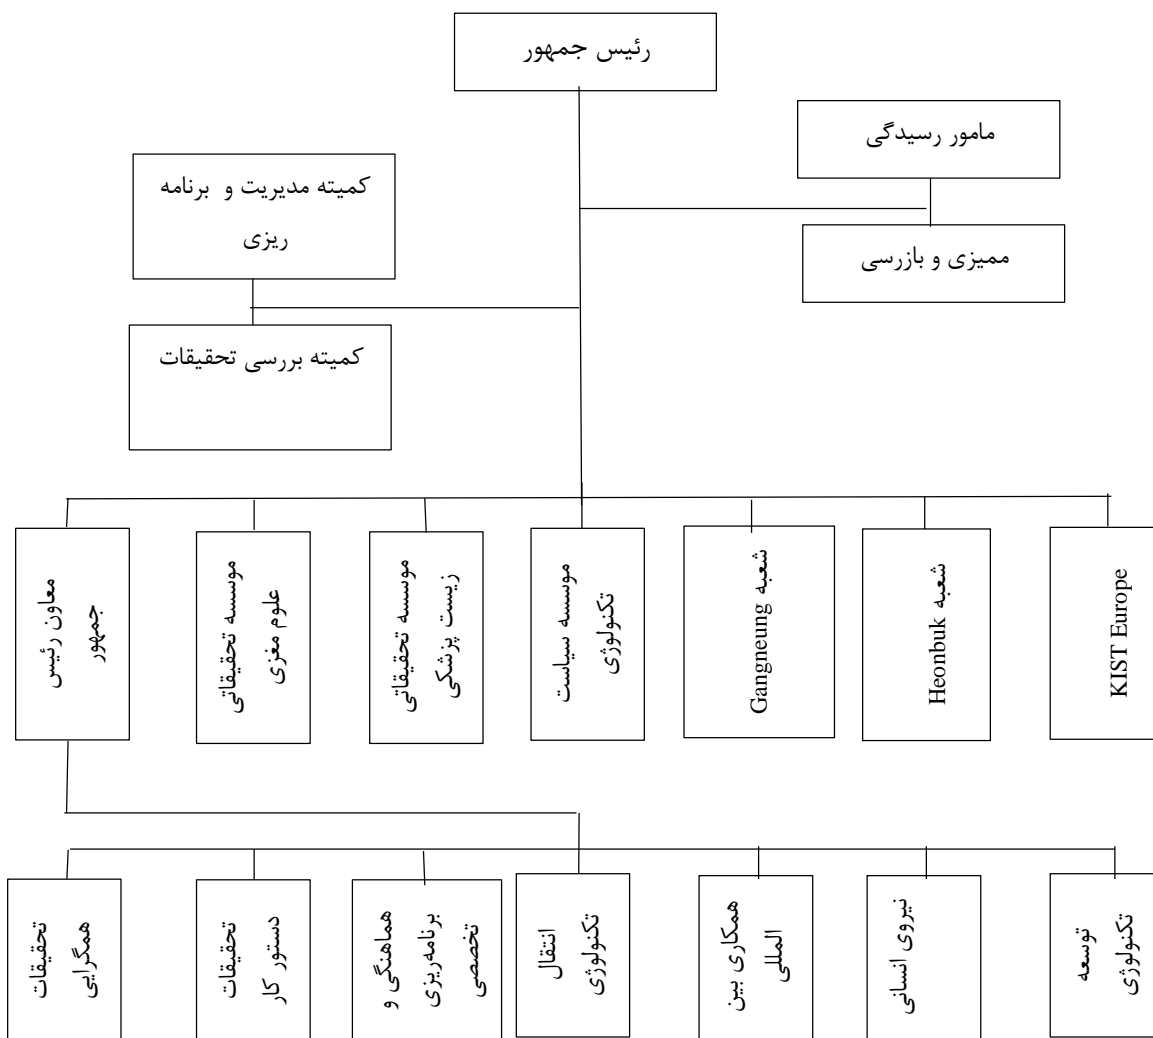 رئیس جمهور
مامور رسیدگی
کمیته مدیریت و برنامه
ریزی
ممیزی و بازرسی
کمیته بررسی تحقیقات
معاون رئیس
جمهور
موسسه تحقیقیاتی
علوم مغزی
موسسه تحقیقاتی
زیست پزشکی
موسسه سیاست
تکنولوژی
شعبه Gangneung
شعبه Heonbuk
KIST Europe
تحقیقات
همگرایی
تحقیقات
دستور کار
هماهنگی و
برنامه‌ریزی
تخصصی
انتقال
تکنولوژی
همکاری بین
المللی
نیروی انسانی
توسعه
تکنولوژی